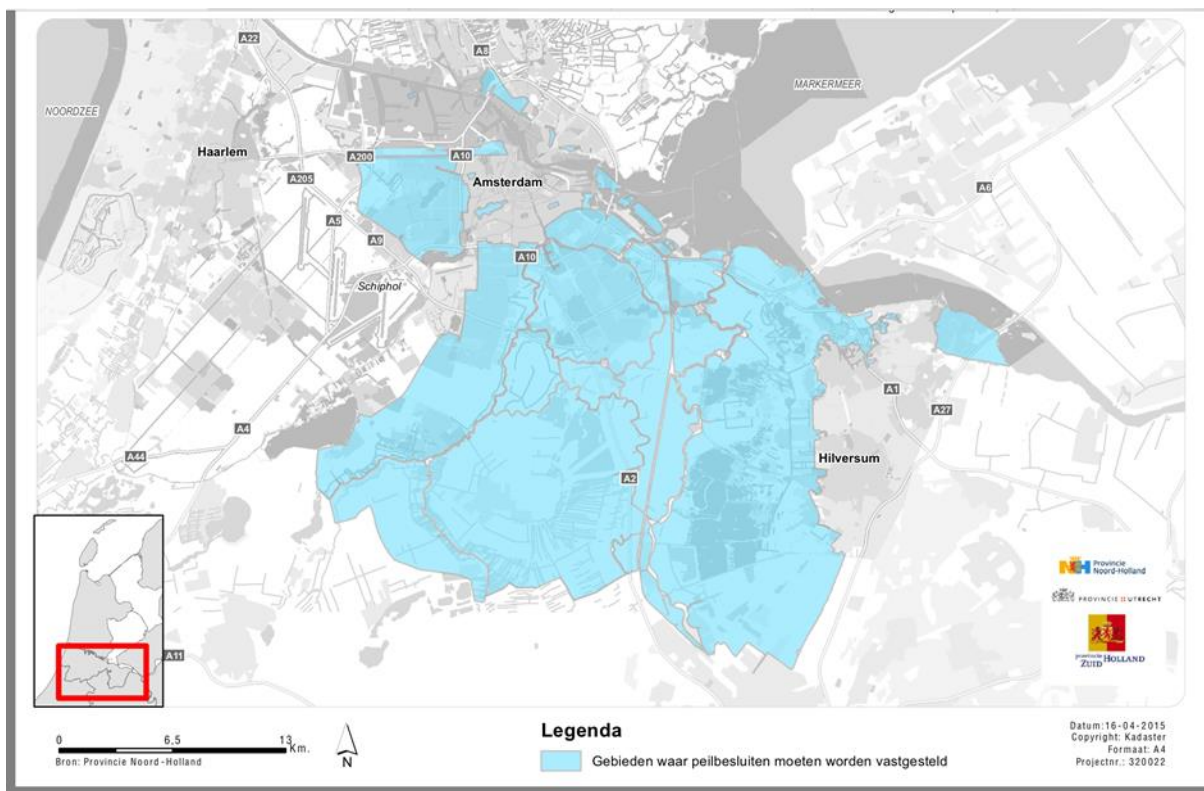 A22
A8
NOORDZEE
MARKERMEER
Haarlem
A200
A10
A205
Amsterdam
A6
A5
A9
A10
Schiphol
A1
A27
A4
A44
Hilversum
A2
A11
Provincie
Noord-Holland
PROVINCIE UTRECHT
provincie
ZUID HOLLAND
0 6,5 13 Km.
Bron: Provincie Noord-Holland
N
Legenda
Gebieden waar peilbesluiten moeten worden vastgesteld
Datum:16-04-2015
Copyright: Kadaster
Formaat: A4
Projectnr.: 320022